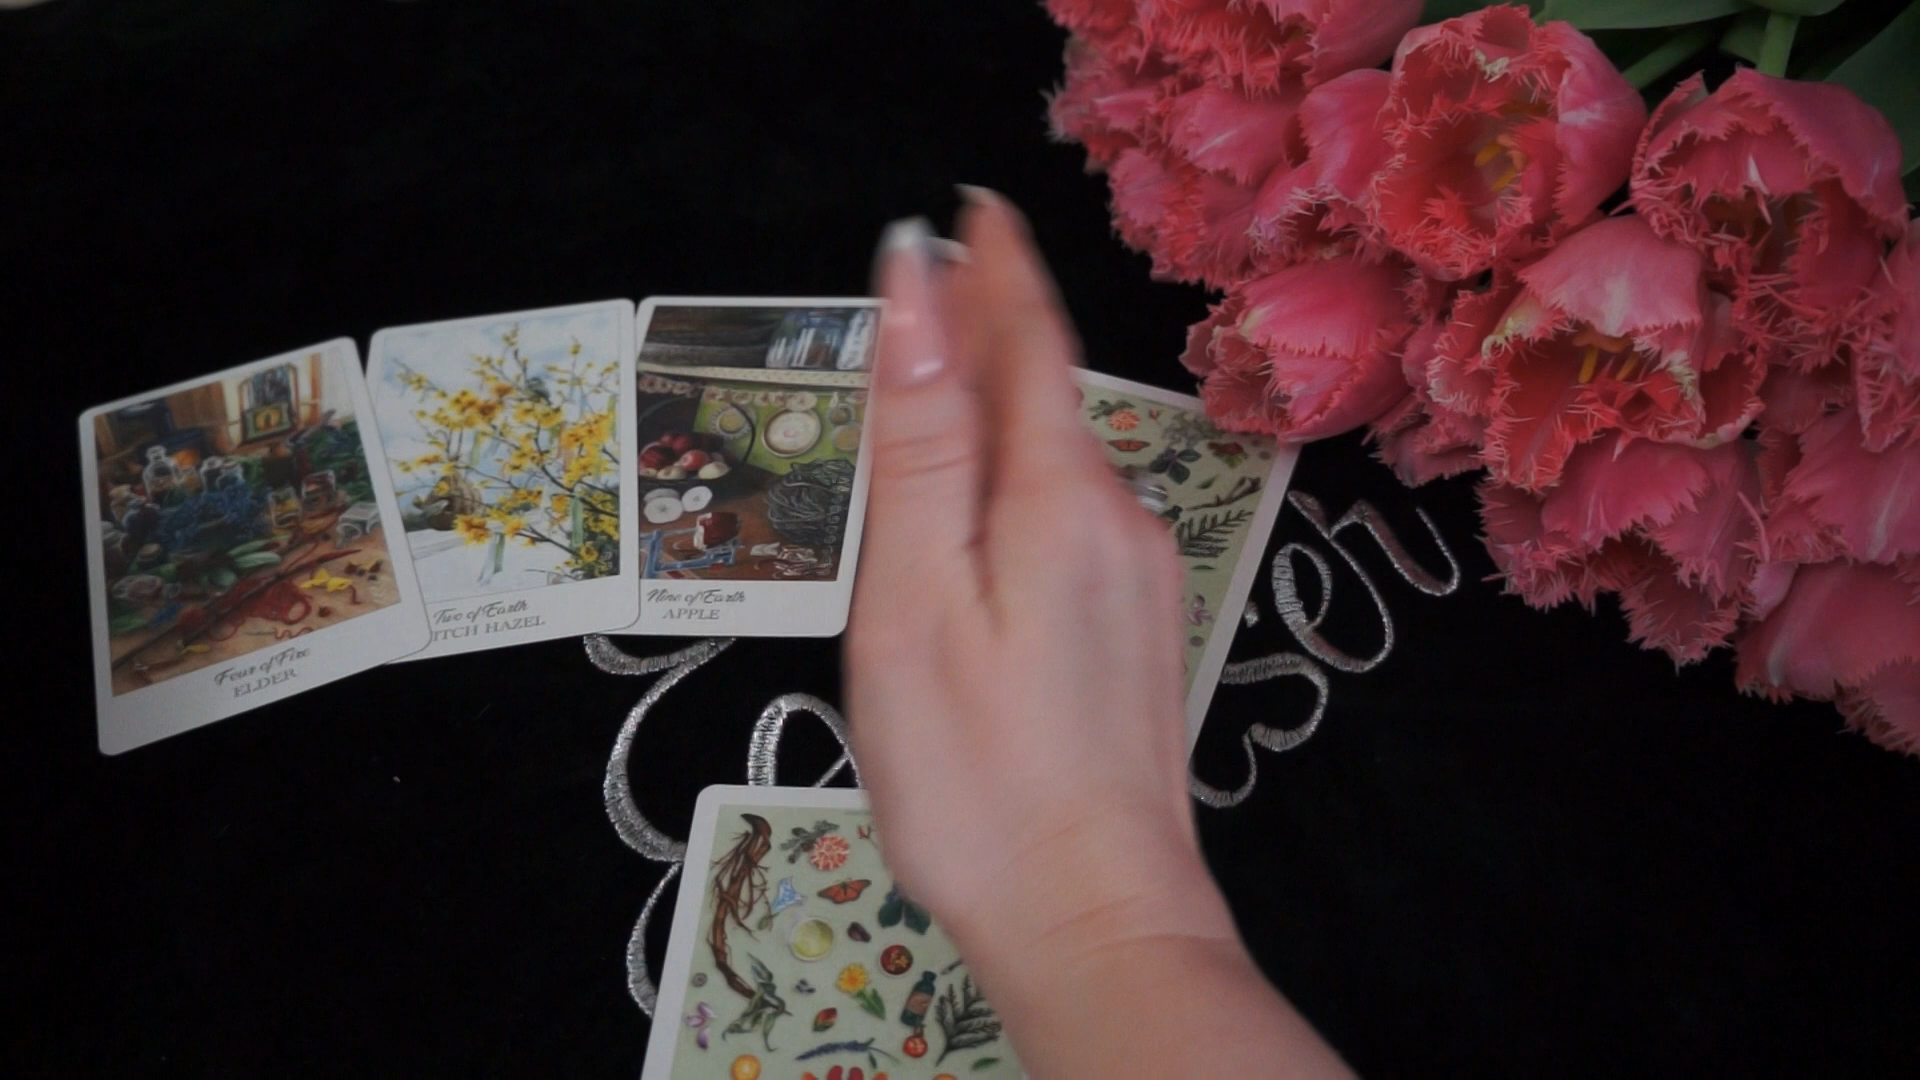 Four of Fire
ELDER
Two of Earth
ITCH HAZEL
Nine of Earth
APPLE